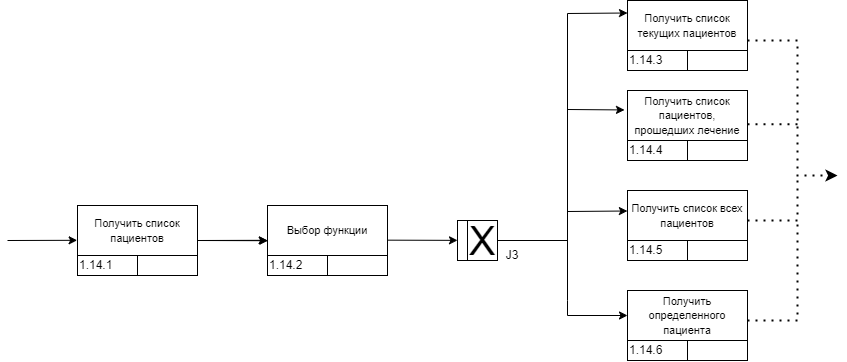 Получить список
текущих пациентов
1.14.3
Получить список
пациентов,
прошедших лечение
1.14.4
Получить список
пациентов
1.14.1
Выбор функции
1.14.2
X
J3
Получить список всех
пациентов
1.14.5
Получить
определенного
пациента
1.14.6